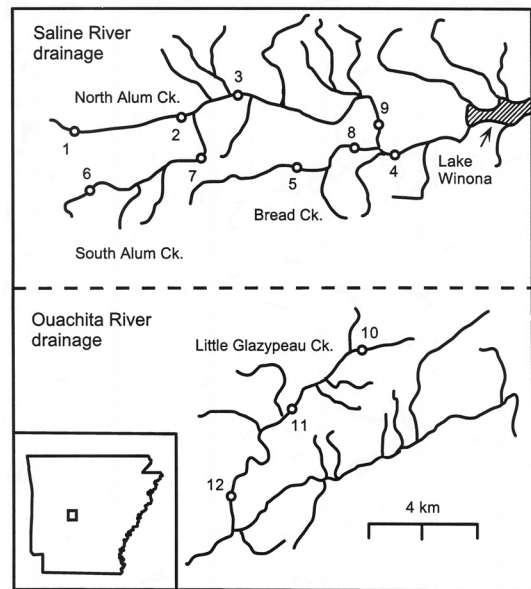 Saline River
drainage
North Alum Ck.
3
1
2
9
8
6
7
5
4
Lake
Winona
Bread Ck.
South Alum Ck.
Ouachita River
drainage
Little Glazypeau Ck.
10
11
12
4 km